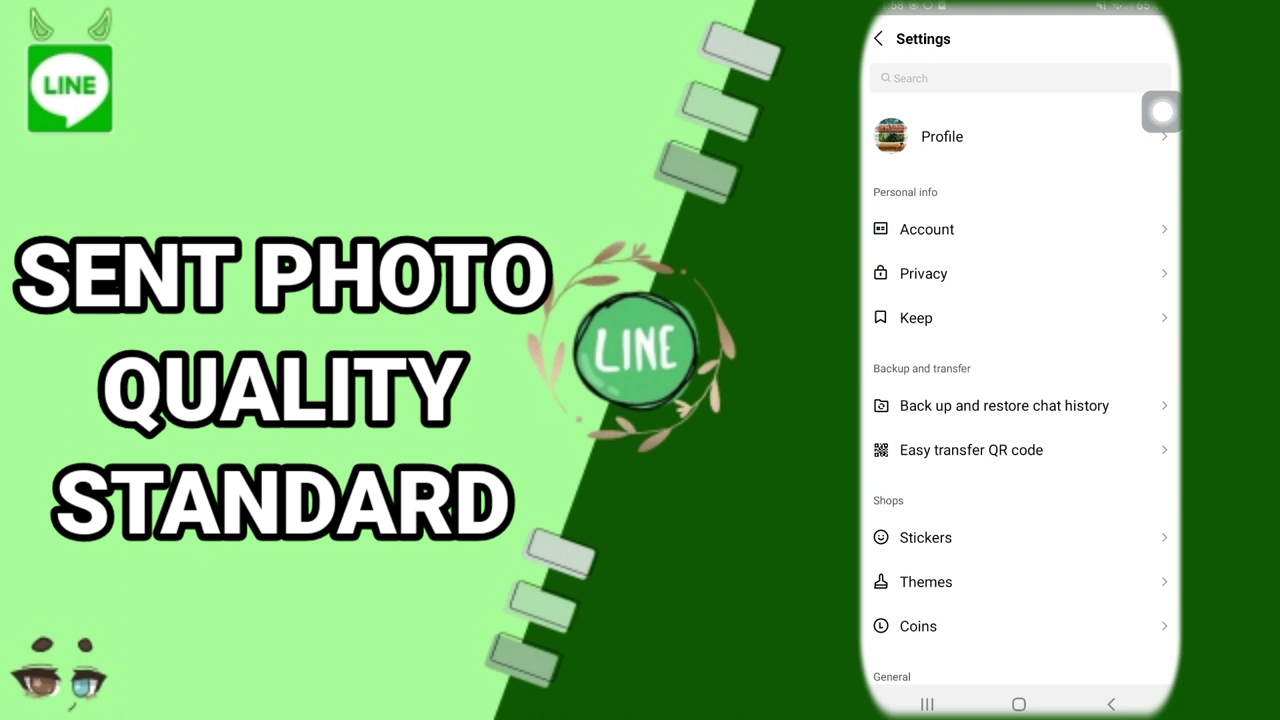 LINE
SENT PHOTO
QUALITY
STANDARD
LINE
Settings
Search
Profile
Personal info
Account
Privacy
Keep
Backup and transfer
Back up and restore chat history
Easy transfer QR code
Shops
Stickers
Themes
Coins
General